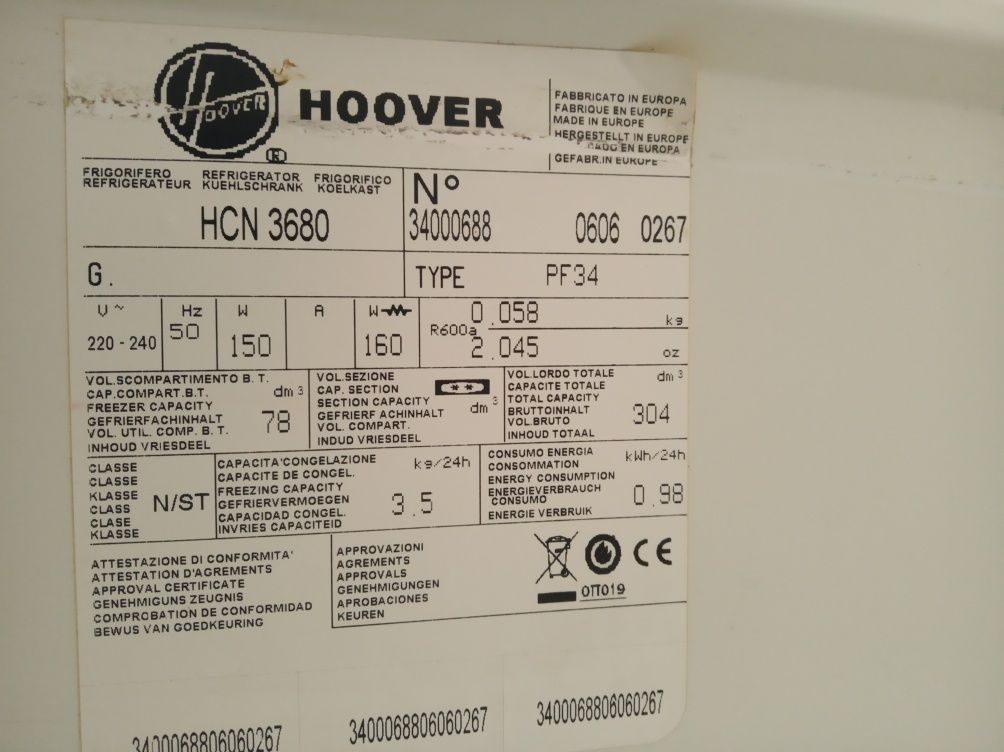 HOOVER
®
HOOVER
FABBRICATO IN EUROPA
FABRIQUE EN EUROPE
MADE IN EUROPE
HERGESTELLT IN EUROPE
EN EUROPA
GEFABR.IN EUROPE
FRIGORIFERO REFRIGERATOR FRIGORIFICO
REFRIGERATEUR KUEHLSCHRANK KOELKAST
HCN 3680
N°
34000688 0606 0267
G.
TYPE PF34
V ~
220 - 240
Hz
50
W
150
A
W
160
R600a
0.058 kg
2.045 oz
VOL.SCOMPARTIMENTO B. T.
CAP.COMPART.B.T. dm3
FREEZER CAPACITY
GEFRIERFACHINHALT 78
VOL. UTIL. COMP. B. T.
INHOUD VRIESDEEL
VOL.SEZIONE
CAP. SECTION **
SECTION CAPACITY dm3
GEFRIERF ACHINHALT
VOL. COMPART.
INDUD VRIESDEEL
VOL.LORDO TOTALE dm3
CAPACITE TOTALE
TOTAL CAPACITY
BRUTTOINHALT 304
VOL.BRUTO
INHOUD TOTAAL
CLASSE
CLASSE
KLASSE
CLASS N/ST
CLASE
KLASSE
CAPACITA'CONGELAZIONE kg/24h
CAPACITE DE CONGEL.
FREEZING CAPACITY
GEFRIERVERMOEGEN 3.5
CAPACIDAD CONGEL.
INVRIES CAPACITEID
CONSUMO ENERGIA kWh/24h
CONSOMMATION
ENERGY CONSUMPTION
ENERGIEVERBRAUCH 0.98
CONSUMO
ENERGIE VERBRUIK
ATTESTAZIONE DI CONFORMITA'
ATTESTATION D'AGREMENTS
APPROVAL CERTIFICATE
GENEHMIGUNS ZEUGNIS
COMPROBATION DE CONFORMIDAD
BEWUS VAN GOEDKEURING
APPROVAZIONI
AGREMENTS
APPROVALS
GENEHMIGUNGEN
APROBACIONES
KEUREN
CE
OTT019
3400068806060267 3400068806060267 3400068806060267